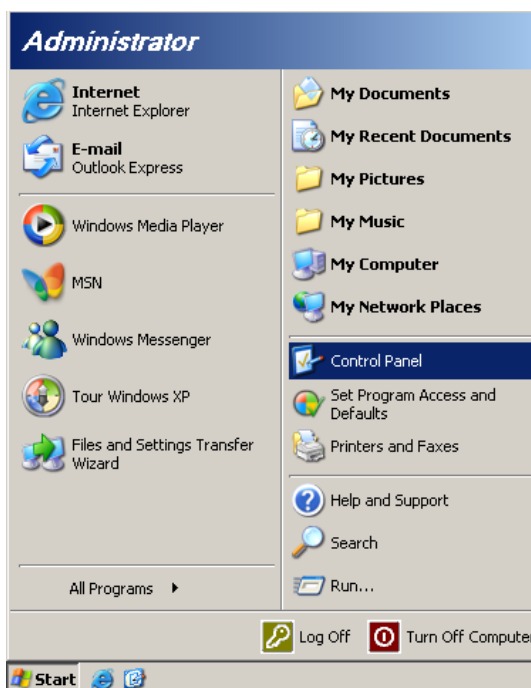 Administrator
Internet
Internet Explorer
E-mail
Outlook Express
Windows Media Player
MSN
Windows Messenger
Tour Windows XP
Files and Settings Transfer
Wizard
All Programs
My Documents
My Recent Documents
My Pictures
My Music
My Computer
My Network Places
Control Panel
Set Program Access and
Defaults
Printers and Faxes
Help and Support
Search
Run...
Log Off
Turn Off Computer
Start